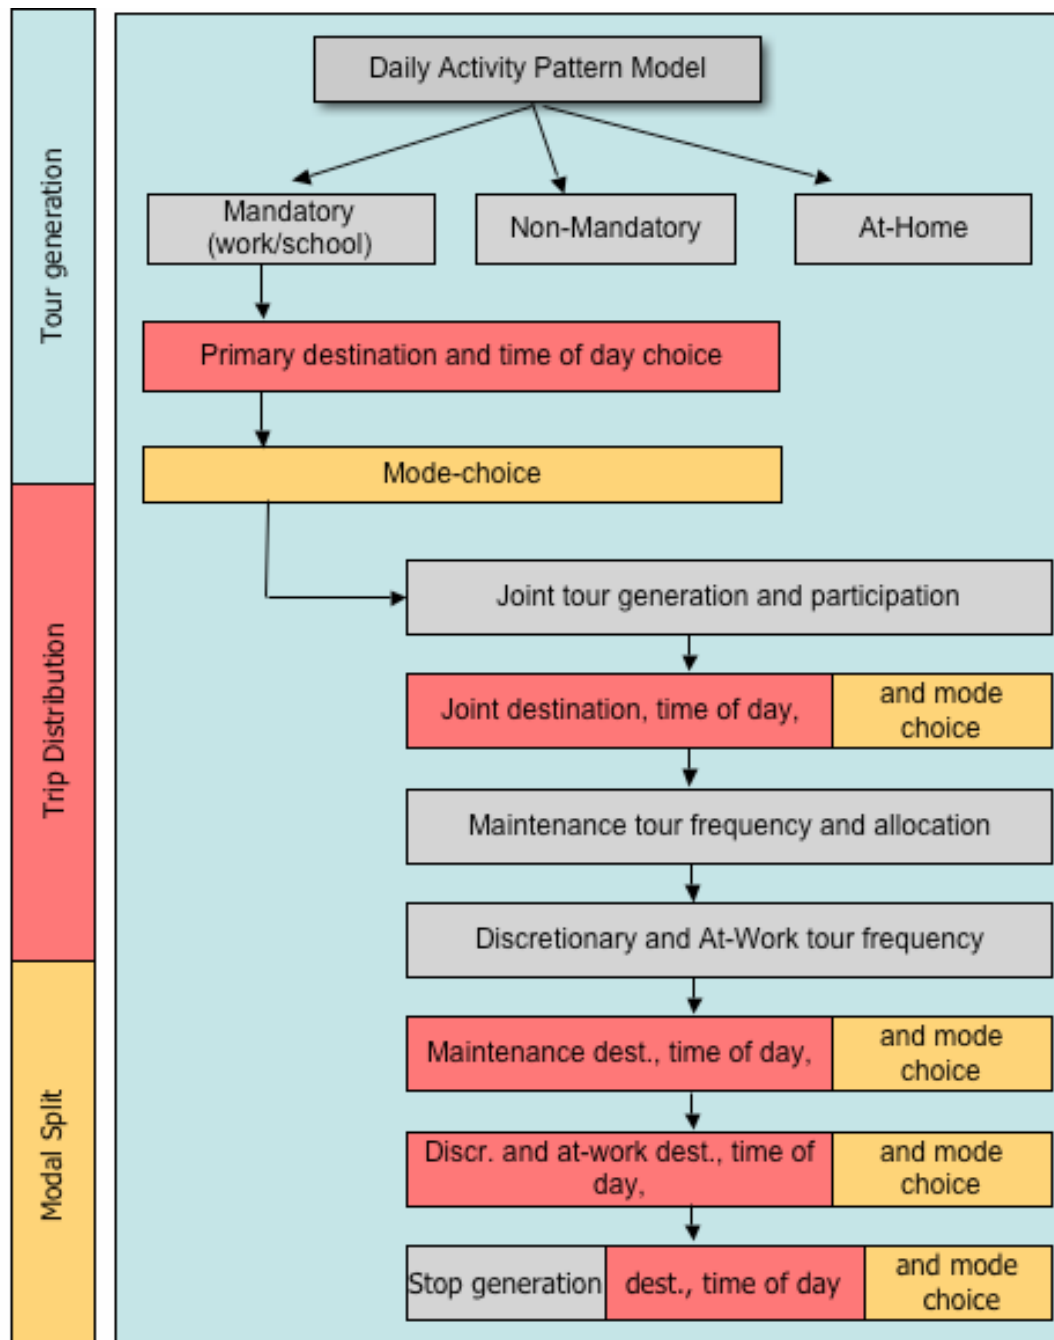 Tour generation
Trip Distribution
Modal Split
Daily Activity Pattern Model
Mandatory
(work/school)
Non-Mandatory
At-Home
Primary destination and time of day choice
Mode-choice
Joint tour generation and participation
Joint destination, time of day,
and mode
choice
Maintenance tour frequency and allocation
Discretionary and At-Work tour frequency
Maintenance dest., time of day,
and mode
choice
Discr. and at-work dest., time of
day,
and mode
choice
Stop generation
dest., time of day
and mode
choice